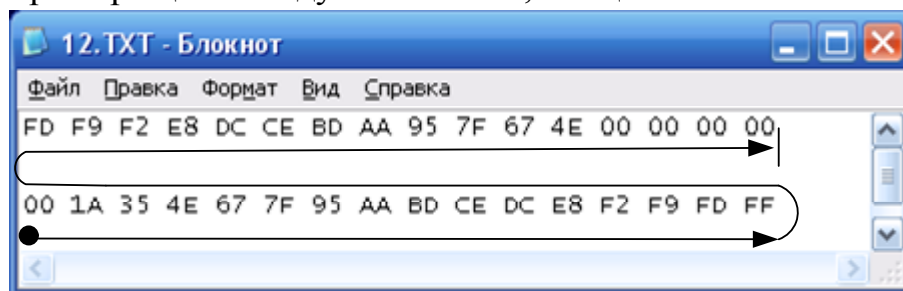 12.TXT - Блокнот
Файл Правка Формат Вид Справка
FD F9 F2 E8 DC CE BD AA 95 7F 67 4E 00 00 00 00
00 1A 35 4E 67 7F 95 AA BD CE DC E8 F2 F9 FD FF